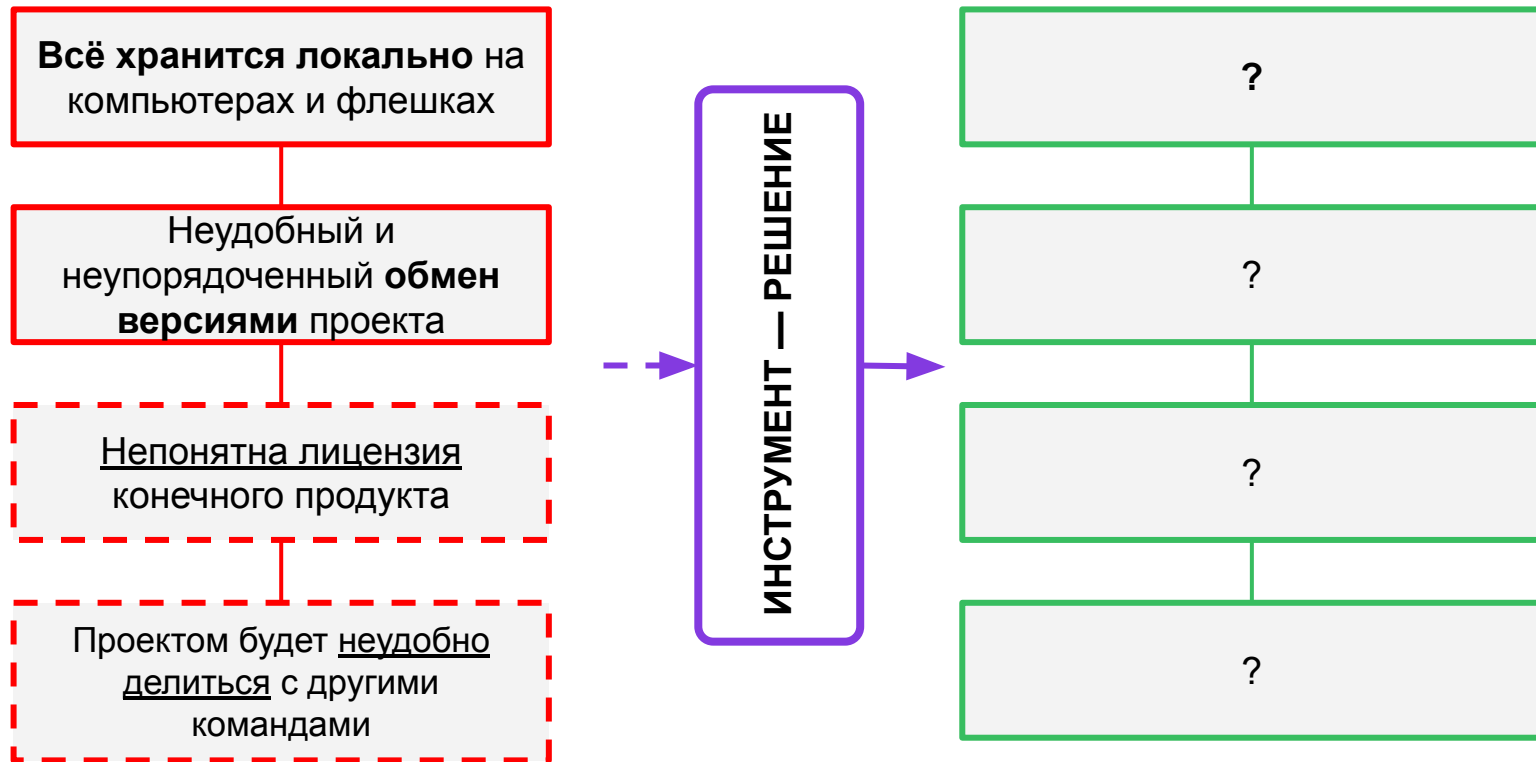 Всё хранится локально на
компьютерах и флешках
Неудобный и
неупорядоченный обмен
версиями проекта
Непонятна лицензия
конечного продукта
Проектом будет неудобно
делиться с другими
командами
ИНСТРУМЕНТ — РЕШЕНИЕ
?
?
?
?